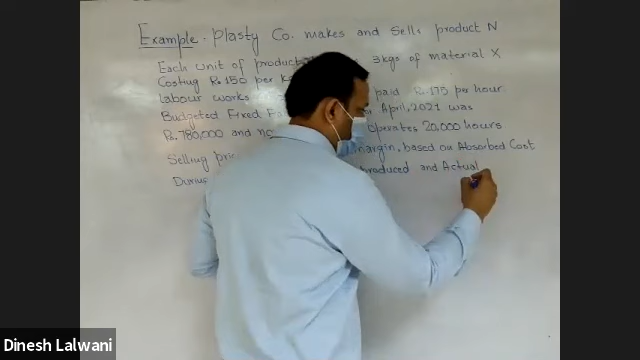 Example - Plasty Co. makes and Sells product N
Each unit of product 3kgs of material X
Costing Rs. 150 per paid Rs. 175 per hour.
labour works
Budgeted Fixed April, 2021 was
Rs. 780,000 and operates 20,000 hours
Selling margin, based on Absorbed Cost
produced and Actual
Dinesh Lalwani